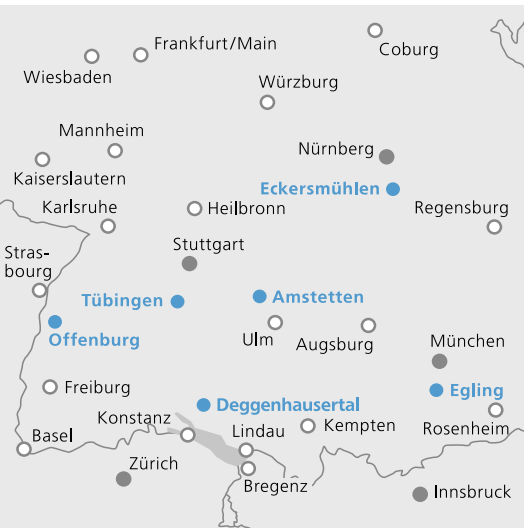 Frankfurt/Main
Coburg
Wiesbaden
Würzburg
Mannheim
Nürnberg
Kaiserslautern
Eckersmühlen
Karlsruhe
Heilbronn
Regensburg
Stuttgart
Stras-
bourg
Tübingen
Amstetten
Offenburg
Ulm
Augsburg
München
Freiburg
Egling
Deggenhausertal
Konstanz
Lindau
Kempten
Rosenheim
Basel
Zürich
Bregenz
Innsbruck